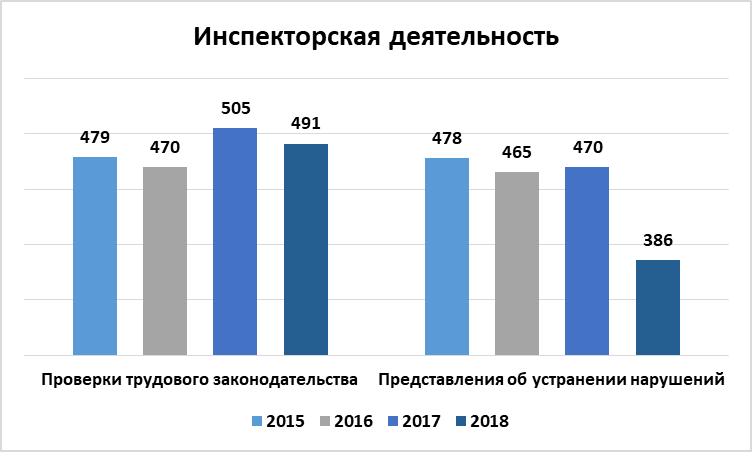 Инспекторская деятельность
479
470
505
491
478
465
470
386
Проверки трудового законодательства
Представления об устранении нарушений
2015 2016 2017 2018